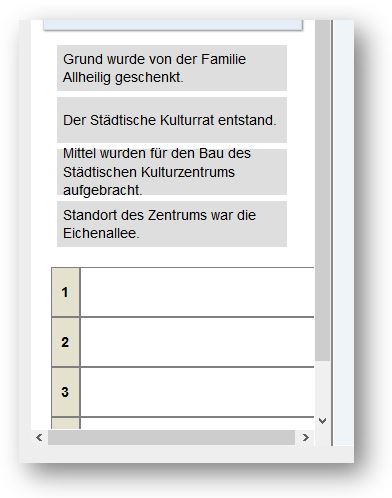 Grund wurde von der Familie
Allheilig geschenkt.
Der Städtische Kulturrat entstand.
Mittel wurden für den Bau des
Städtischen Kulturzentrums
aufgebracht.
Standort des Zentrums war die
Eichenallee.
1
2
3